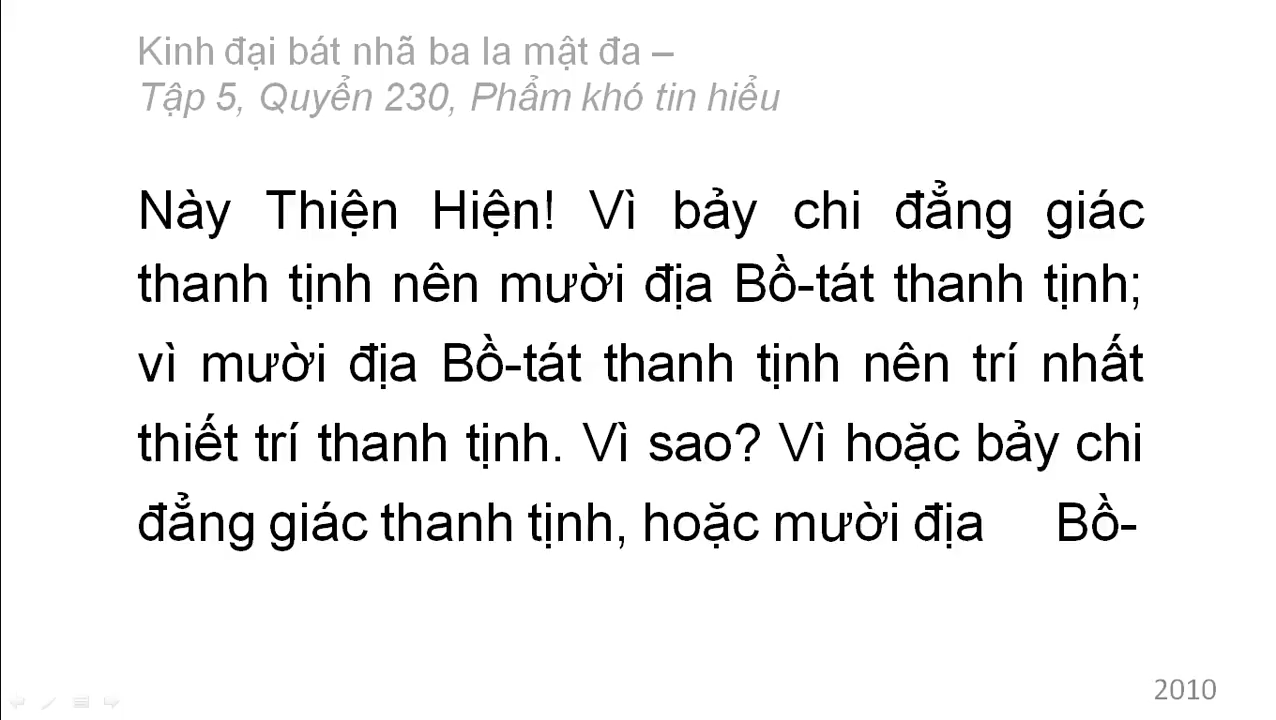 Kinh đại bát nhã ba la mật đa –
Tập 5, Quyển 230, Phẩm khó tin hiểu
Này Thiện Hiện! Vì bảy chi đẳng giác
thanh tịnh nên mười địa Bồ-tát thanh tịnh;
vì mười địa Bồ-tát thanh tịnh nên trí nhất
thiết trí thanh tịnh. Vì sao? Vì hoặc bảy chi
đẳng giác thanh tịnh, hoặc mười địa Bồ-
2010